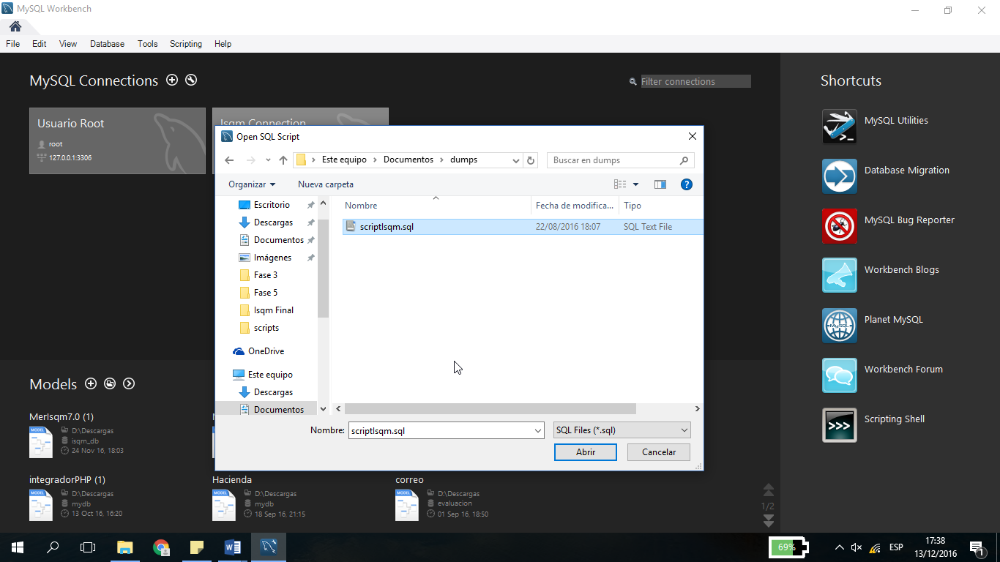 MySQL Workbench
File Edit View Database Tools Scripting Help
MySQL Connections
Filter connections
Shortcuts
Usuario Root
root
127.0.0.1:3306
Isqm Connection
Open SQL Script
Este equipo Documentos dumps
Buscar en dumps
Organizar Nueva carpeta
Escritorio
Descargas
Documentos
Imágenes
Fase 3
Fase 5
Isqm Final
scripts
OneDrive
Este equipo
Descargas
Documentos
Nombre Fecha de modifica... Tipo
scriptIsqm.sql 22/08/2016 18:07 SQL Text File
Nombre: scriptIsqm.sql SQL Files (*.sql)
Abrir Cancelar
MySQL Utilities
Database Migration
MySQL Bug Reporter
Workbench Blogs
Planet MySQL
MySQL
Workbench Forum
Scripting Shell
Models
MerIsqm7.0 (1)
MODEL
D:\Descargas
isqm_db
24 Nov 16, 18:03
integradorPHP (1)
MODEL
D:\Descargas
mydb
13 Oct 16, 16:20
Hacienda
MODEL
D:\Descargas
mydb
18 Sep 16, 21:15
correo
MODEL
D:\Descargas
evaluacion
01 Sep 16, 18:50
1/2
69%
ESP
17:38
13/12/2016
1